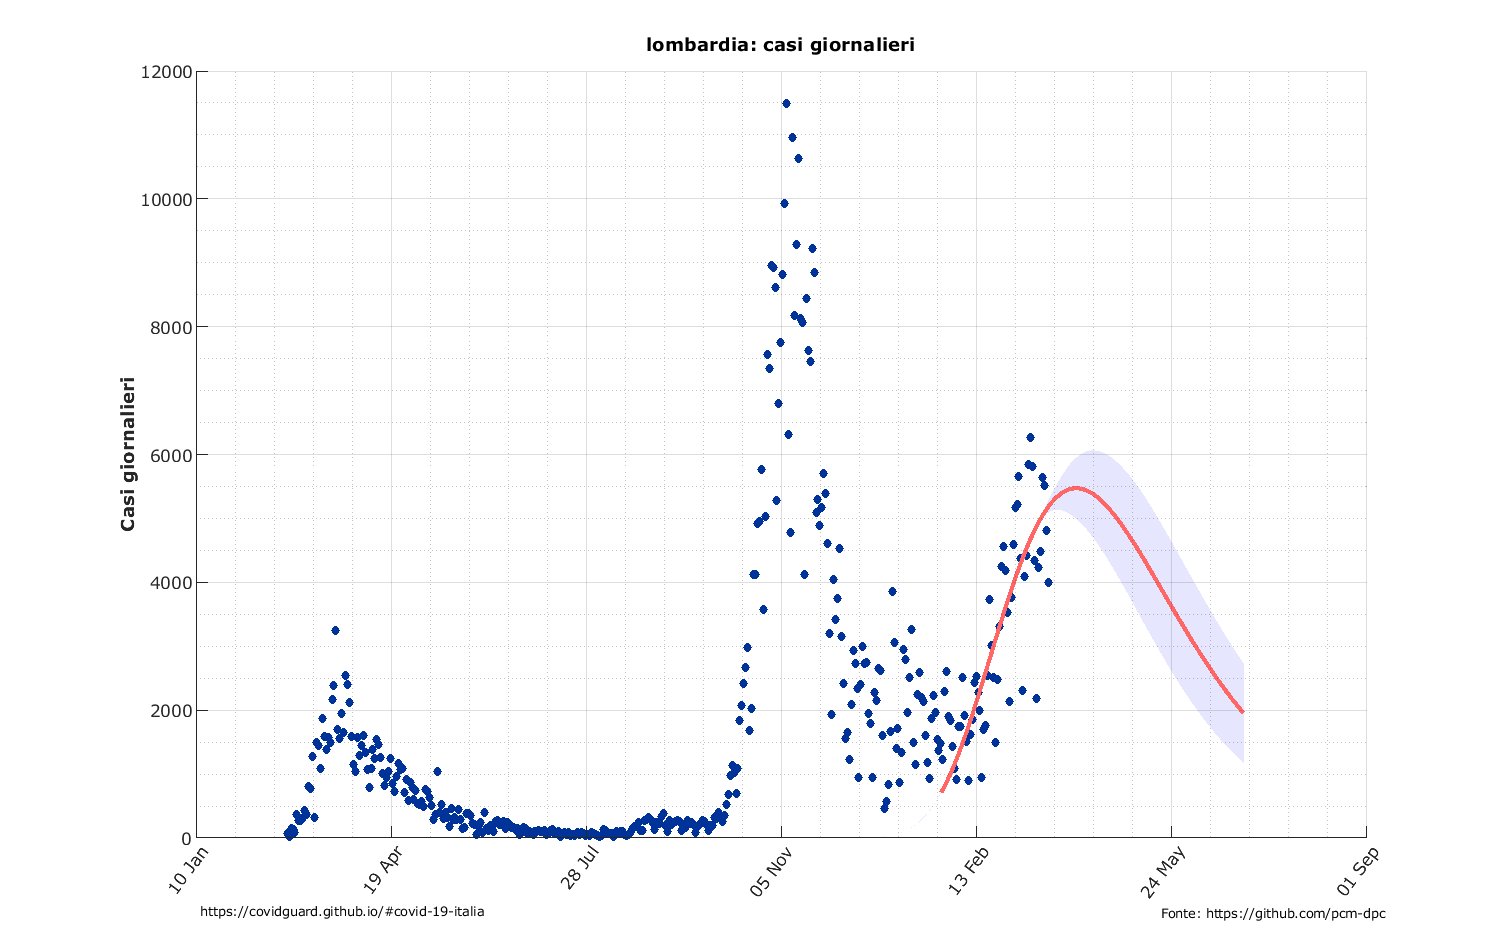 lombardia: casi giornalieri
12000
10000
8000
6000
4000
2000
0
Casi giornalieri
10 Jan
19 Apr
28 Jul
05 Nov
13 Feb
24 May
01 Sep
https://covidguard.github.io/#covid-19-italia
Fonte: https://github.com/pcm-dpc